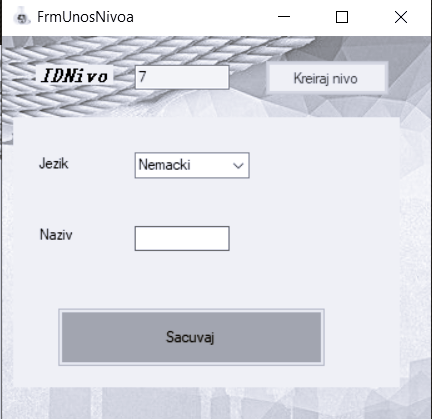 FrmUnosNivoa
IDNivo 7 Kreiraj nivo
Jezik Nemacki
Naziv
Sacuvaj